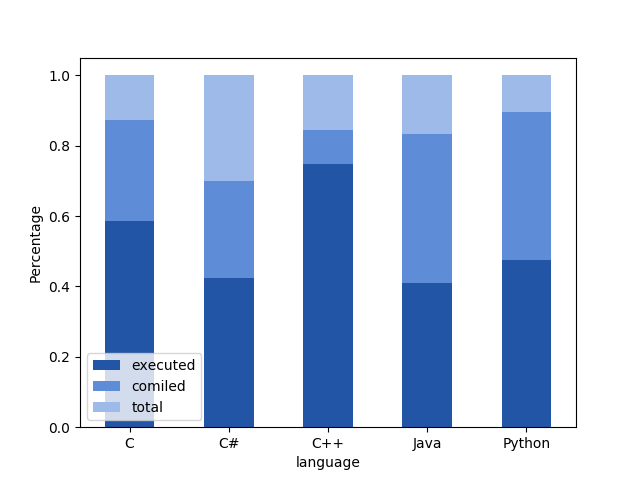 1.0
0.8
0.6
0.4
0.2
0.0
Percentage
executed
comiled
total
C C# C++ Java Python
language